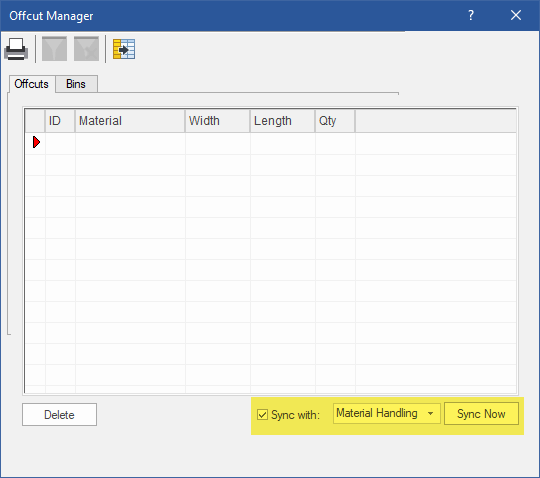 Offcut Manager ?
Offcuts Bins
ID Material Width Length Qty
Delete Sync with: Material Handling Sync Now